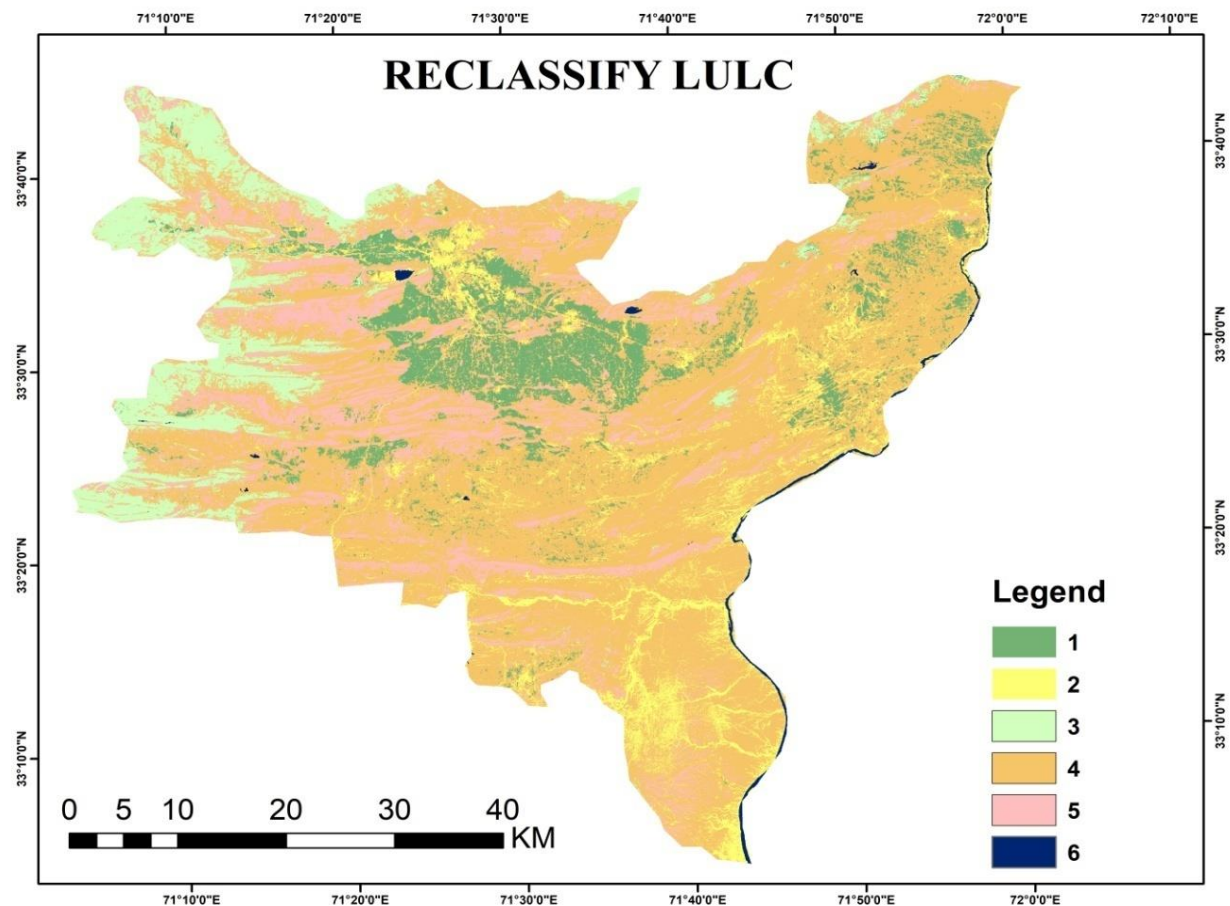 71°10'0"E 71°20'0"E 71°30'0"E 71°40'0"E 71°50'0"E 72°0'0"E 72°10'0"E
RECLASSIFY LULC
33°40'0"N
33°40'0"N
33°30'0"N
33°30'0"N
33°20'0"N
33°20'0"N
33°10'0"N
33°10'0"N
Legend
1
2
3
4
5
6
0 5 10 20 30 40
KM
71°10'0"E 71°20'0"E 71°30'0"E 71°40'0"E 71°50'0"E 72°0'0"E